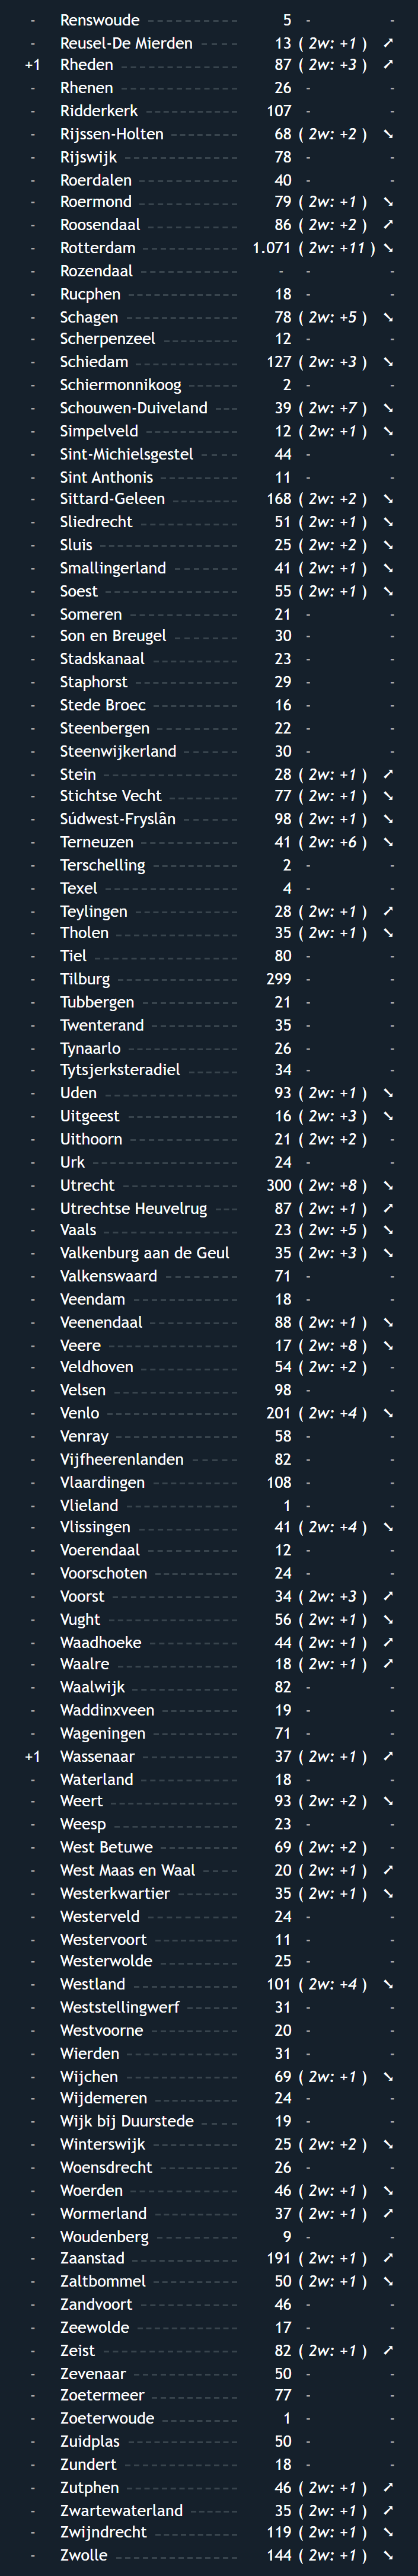 - Renswoude ------------- 5 - -
- Reusel-De Mierden ----- 13 ( 2w: +1 ) ➚
+1 Rheden ---------------- 87 ( 2w: +3 ) ➚
- Rhenen ---------------- 26 - -
- Ridderkerk ------------ 107 - -
- Rijssen-Holten -------- 68 ( 2w: +2 ) ➘
- Rijswijk -------------- 78 - -
- Roerdalen ------------- 40 - -
- Roermond -------------- 79 ( 2w: +1 ) ➘
- Roosendaal ------------ 86 ( 2w: +2 ) ➚
- Rotterdam ------------- 1.071 ( 2w: +11 ) ➘
- Rozendaal ------------- - - -
- Rucphen --------------- 18 - -
- Schagen --------------- 78 ( 2w: +5 ) ➘
- Scherpenzeel ---------- 12 - -
- Schiedam -------------- 127 ( 2w: +3 ) ➘
- Schiermonnikoog ------ 2 - -
- Schouwen-Duiveland --- 39 ( 2w: +7 ) ➘
- Simpelveld ------------ 12 ( 2w: +1 ) ➘
- Sint-Michielsgestel ----- 44 - -
- Sint Anthonis ---------- 11 - -
- Sittard-Geleen --------- 168 ( 2w: +2 ) ➘
- Sliedrecht ------------ 51 ( 2w: +1 ) ➘
- Sluis ----------------- 25 ( 2w: +2 ) ➘
- Smallingerland -------- 41 ( 2w: +1 ) ➘
- Soest ----------------- 55 ( 2w: +1 ) ➘
- Someren --------------- 21 - -
- Son en Breugel -------- 30 - -
- Stadskanaal ----------- 23 - -
- Staphorst ------------- 29 - -
- Stede Broec ----------- 16 - -
- Steenbergen ----------- 22 - -
- Steenwijkerland ------- 30 - -
- Stein ----------------- 28 ( 2w: +1 ) ➚
- Stichtse Vecht --------- 77 ( 2w: +1 ) ➘
- Súdwest-Fryslân ------- 98 ( 2w: +1 ) ➘
- Terneuzen ------------- 41 ( 2w: +6 ) ➘
- Terschelling ----------- 2 - -
- Texel ----------------- 4 - -
- Teylingen ------------- 28 ( 2w: +1 ) ➚
- Tholen ---------------- 35 ( 2w: +1 ) ➘
- Tiel ------------------ 80 - -
- Tilburg --------------- 299 - -
- Tubbergen ------------- 21 - -
- Twenterand ------------ 35 - -
- Tynaarlo -------------- 26 - -
- Tytsjerksteradiel ------ 34 - -
- Uden ------------------ 93 ( 2w: +1 ) ➘
- Uitgeest -------------- 16 ( 2w: +3 ) ➘
- Uithoorn -------------- 21 ( 2w: +2 ) -
- Urk ------------------- 24 - -
- Utrecht --------------- 300 ( 2w: +8 ) ➘
- Utrechtse Heuvelrug --- 87 ( 2w: +1 ) ➚
- Vaals ----------------- 23 ( 2w: +5 ) ➘
- Valkenburg aan de Geul 35 ( 2w: +3 ) ➘
- Valkenswaard ---------- 71 - -
- Veendam --------------- 18 - -
- Veenendaal ------------ 88 ( 2w: +1 ) ➘
- Veere ----------------- 17 ( 2w: +8 ) ➘
- Veldhoven ------------- 54 ( 2w: +2 ) -
- Velsen ---------------- 98 - -
- Venlo ----------------- 201 ( 2w: +4 ) ➘
- Venray ---------------- 58 - -
- Vijfheerenlanden ------ 82 - -
- Vlaardingen ----------- 108 - -
- Vlieland -------------- 1 - -
- Vlissingen ------------ 41 ( 2w: +4 ) ➘
- Voerendaal ------------ 12 - -
- Voorschoten ----------- 24 - -
- Voorst ---------------- 34 ( 2w: +3 ) ➚
- Vught ----------------- 56 ( 2w: +1 ) ➘
- Waadhoeke ------------- 44 ( 2w: +1 ) ➚
- Waalre ---------------- 18 ( 2w: +1 ) ➚
- Waalwijk -------------- 82 - -
- Waddinxveen ----------- 19 - -
- Wageningen ------------ 71 - -
+1 Wassenaar ------------- 37 ( 2w: +1 ) ➚
- Waterland ------------- 18 - -
- Weert ----------------- 93 ( 2w: +2 ) ➘
- Weesp ----------------- 23 - -
- West Betuwe ----------- 69 ( 2w: +2 ) -
- West Maas en Waal ----- 20 ( 2w: +1 ) ➚
- Westerkwartier -------- 35 ( 2w: +1 ) ➘
- Westerveld ------------ 24 - -
- Westervoort ----------- 11 - -
- Westerwolde ----------- 25 - -
- Westland -------------- 101 ( 2w: +4 ) ➘
- Weststellingwerf ------- 31 - -
- Westvoorne ------------ 20 - -
- Wierden --------------- 31 - -
- Wijchen --------------- 69 ( 2w: +1 ) ➘
- Wijdemeren ------------ 24 - -
- Wijk bij Duurstede ---- 19 - -
- Winterswijk ----------- 25 ( 2w: +2 ) ➘
- Woensdrecht ----------- 26 - -
- Woerden --------------- 46 ( 2w: +1 ) ➘
- Wormerland ------------ 37 ( 2w: +1 ) ➚
- Woudenberg ------------ 9 - -
- Zaanstad -------------- 191 ( 2w: +1 ) ➚
- Zaltbommel ------------ 50 ( 2w: +1 ) ➘
- Zandvoort ------------- 46 - -
- Zeewolde -------------- 17 - -
- Zeist ----------------- 82 ( 2w: +1 ) ➚
- Zevenaar -------------- 50 - -
- Zoetermeer ------------ 77 - -
- Zoeterwoude ----------- 1 - -
- Zuidplas -------------- 50 - -
- Zundert --------------- 18 - -
- Zutphen --------------- 46 ( 2w: +1 ) ➚
- Zwartewaterland ------- 35 ( 2w: +1 ) ➚
- Zwijndrecht ----------- 119 ( 2w: +1 ) ➘
- Zwolle ---------------- 144 ( 2w: +1 ) ➘